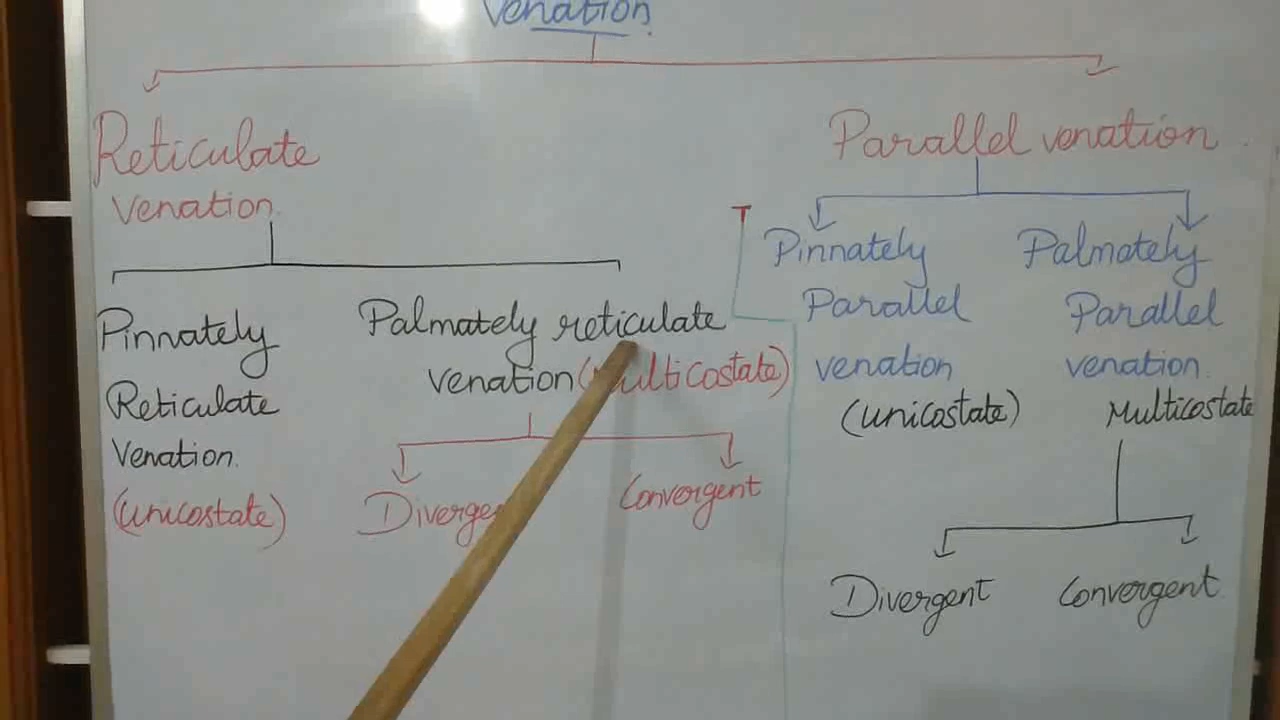 Venation.
Reticulate
Venation.
Pinnately
Reticulate
Venation.
(unicostate)
Palmately reticulate
venation (Multicostate)
Convergent
Parallel venation.
Pinnately
Parallel
venation
(unicostate)
Palmately
Parallel
venation.
Multicostate
Divergent
Convergent